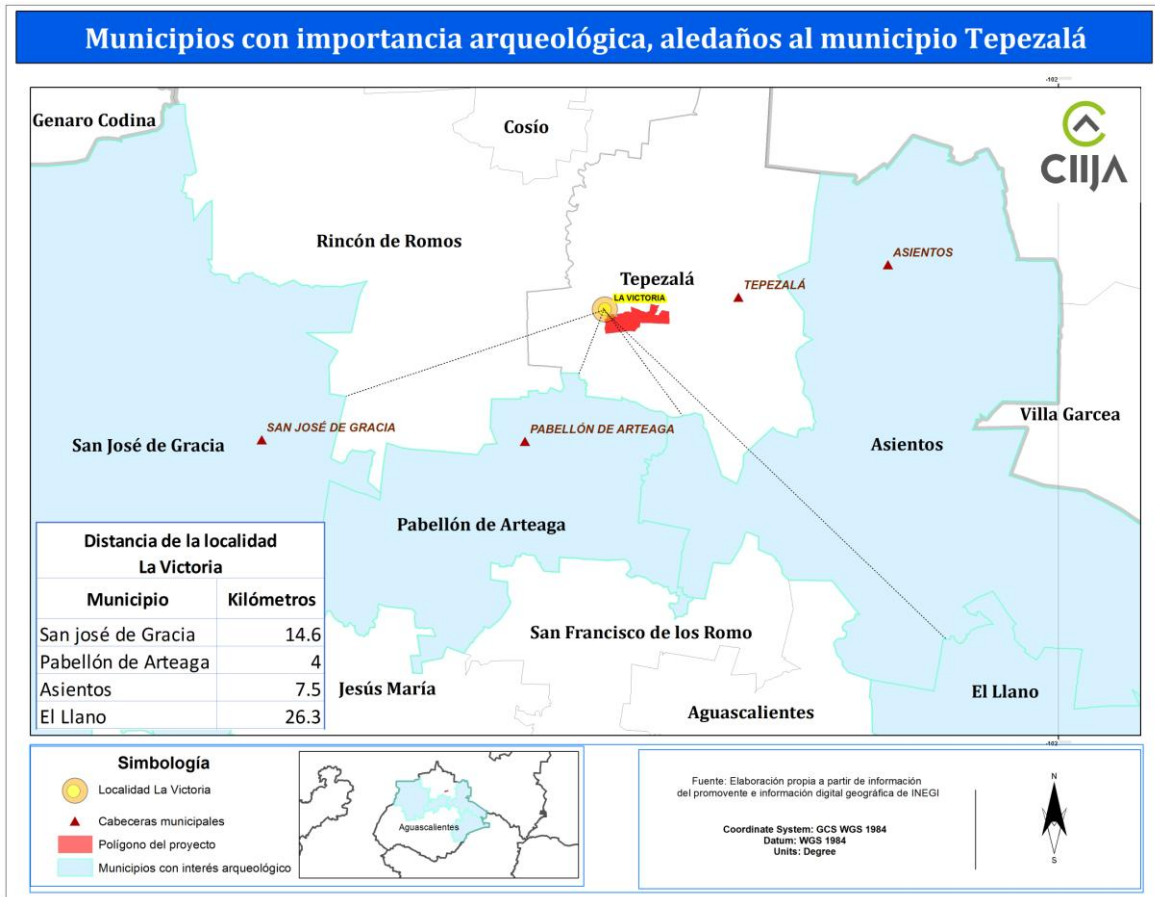 Municipios con importancia arqueológica, aledaños al municipio Tepezalá
-102
Genaro Codina
Cosío
CIIJA
Rincón de Romos
ASIENTOS
Tepezalá
TEPEZALÁ
LA VICTORIA
Villa Garcea
SAN JOSÉ DE GRACIA
PABELLÓN DE ARTEAGA
San José de Gracia
Asientos
Pabellón de Arteaga
Distancia de la localidad
La Victoria
Municipio Kilómetros
San josé de Gracia 14.6
Pabellón de Arteaga 4
Asientos 7.5
El Llano 26.3
San Francisco de los Romo
Jesús María
El Llano
Aguascalientes
Simbología
Localidad La Victoria
Cabeceras municipales
Polígono del proyecto
Municipios con interés arqueológico
Aguascalientes
Fuente: Elaboración propia a partir de información
del promovente e información digital geográfica de INEGI
Coordinate System: GCS WGS 1984
Datum: WGS 1984
Units: Degree
N
S